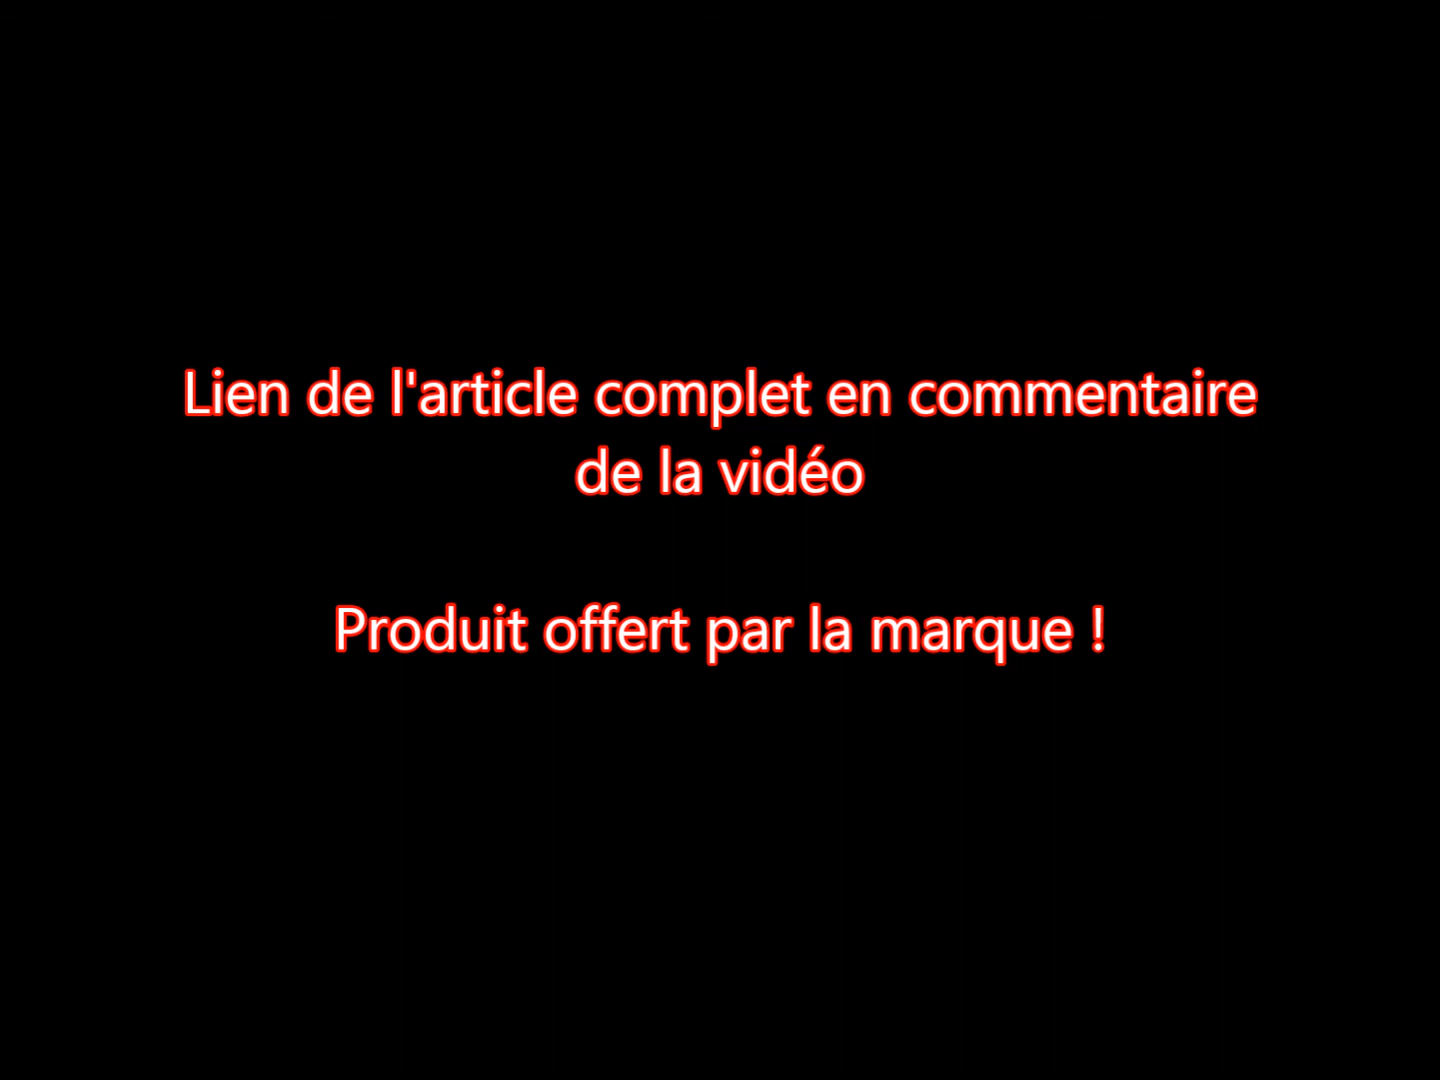 Lien de l'article complet en commentaire
de la vidéo
Produit offert par la marque !